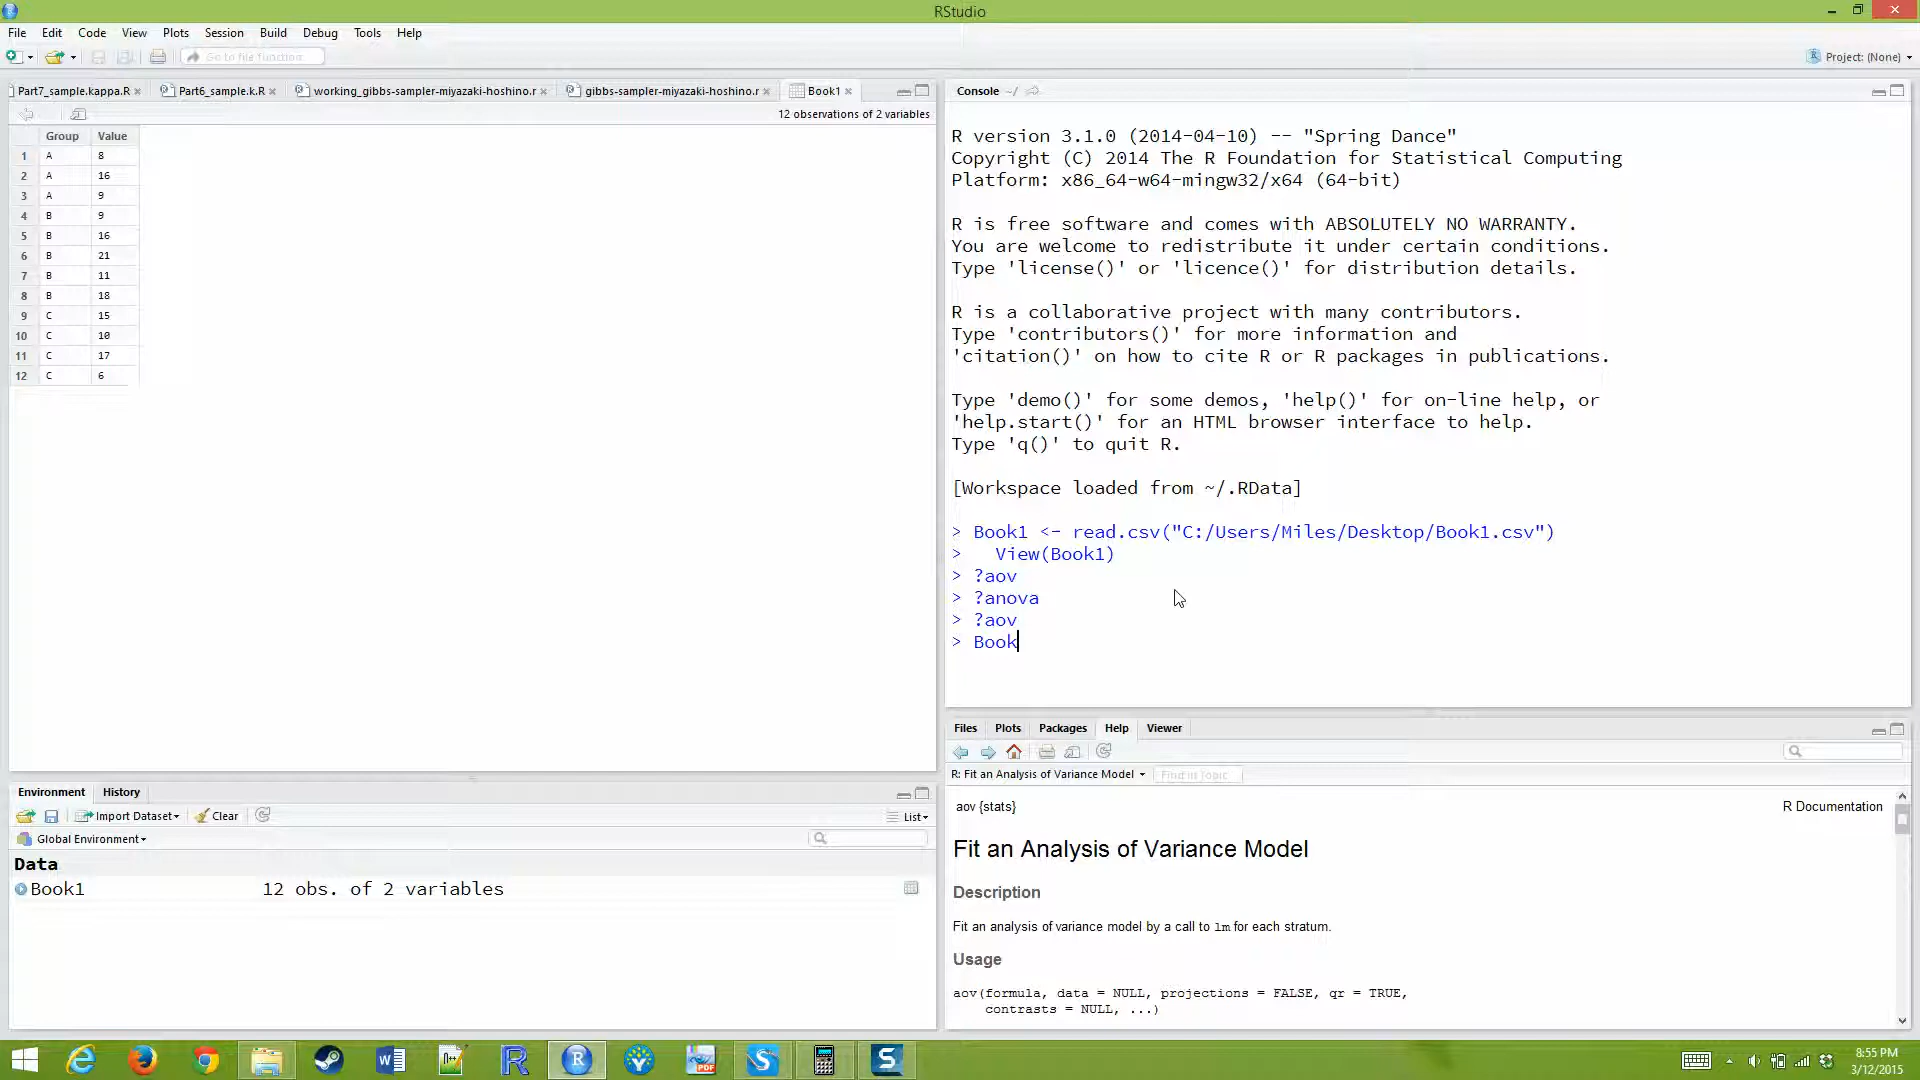 RStudio
File Edit Code View Plots Session Build Debug Tools Help
Go to file/function
Project: (None)
Part7_sample.kappa.R
Part6_sample.k.R
working_gibbs-sampler-miyazaki-hoshino.r
gibbs-sampler-miyazaki-hoshino.r
Book1
12 observations of 2 variables
Group Value
1 A 8
2 A 16
3 A 9
4 B 9
5 B 16
6 B 21
7 B 11
8 B 18
9 C 15
10 C 10
11 C 17
12 C 6
Console ~/
R version 3.1.0 (2014-04-10) -- "Spring Dance"
Copyright (C) 2014 The R Foundation for Statistical Computing
Platform: x86_64-w64-mingw32/x64 (64-bit)
R is free software and comes with ABSOLUTELY NO WARRANTY.
You are welcome to redistribute it under certain conditions.
Type 'license()' or 'licence()' for distribution details.
R is a collaborative project with many contributors.
Type 'contributors()' for more information and
'citation()' on how to cite R or R packages in publications.
Type 'demo()' for some demos, 'help()' for on-line help, or
'help.start()' for an HTML browser interface to help.
Type 'q()' to quit R.
[Workspace loaded from ~/.RData]
> Book1 <- read.csv("C:/Users/Miles/Desktop/Book1.csv")
>   View(Book1)
> ?aov
> ?anova
> ?aov
> Book
Environment History
Import Dataset Clear List
Global Environment
Data
Book1 12 obs. of 2 variables
Files Plots Packages Help Viewer
R: Fit an Analysis of Variance Model
Find in Topic
aov {stats}
R Documentation
Fit an Analysis of Variance Model
Description
Fit an analysis of variance model by a call to lm for each stratum.
Usage
aov(formula, data = NULL, projections = FALSE, qr = TRUE,
contrasts = NULL, ...)
8:55 PM
3/12/2015